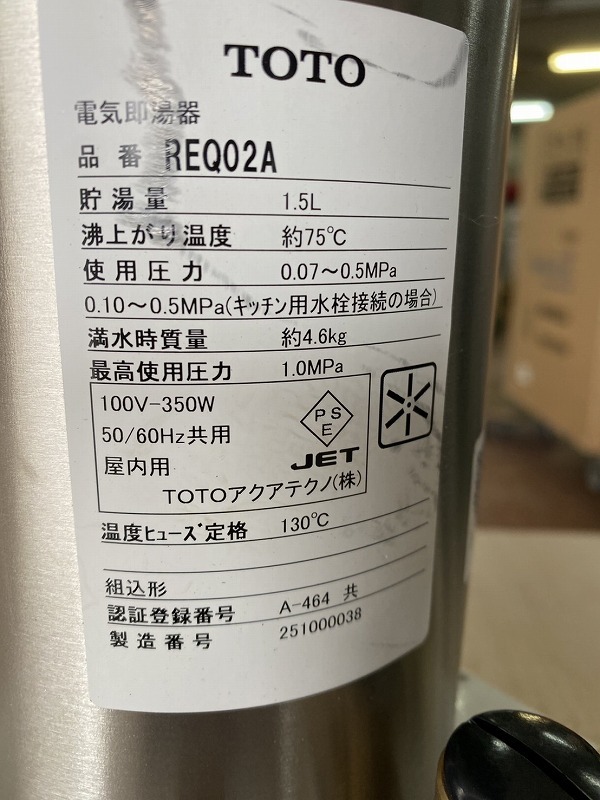 TOTO
電気即湯器
品番 REQ02A
貯湯量 1.5L
沸上がり温度 約75℃
使用圧力 0.07～0.5MPa
0.10～0.5MPa(キッチン用水栓接続の場合)
満水時質量 約4.6kg
最高使用圧力 1.0MPa
100V-350W
50/60Hz共用
屋内用
PSE
JET
TOTOアクアテクノ(株)
温度ヒューズ定格 130℃
組込形
認証登録番号 A-464 共
製造番号 251000038